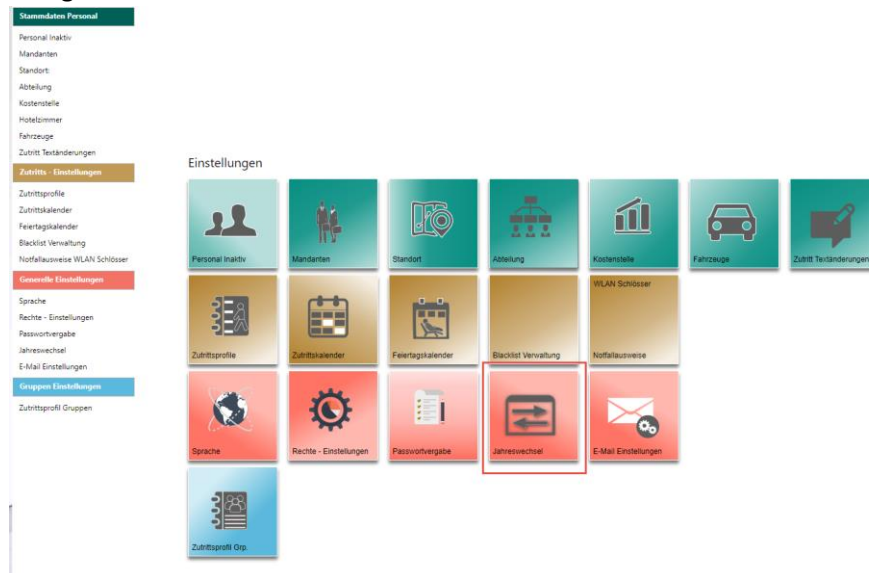 Stammdaten Personal
Personal Inaktiv
Mandanten
Standort:
Abteilung
Kostenstelle
Hotelzimmer
Fahrzeuge
Zutritt Textänderungen
Zutritts - Einstellungen
Zutrittsprofile
Zutrittskalender
Feiertagskalender
Blacklist Verwaltung
Notfallausweise WLAN Schlösser
Generelle Einstellungen
Sprache
Rechte - Einstellungen
Passwortvergabe
Jahreswechsel
E-Mail Einstellungen
Gruppen Einstellungen
Zutrittsprofil Gruppen
Einstellungen
Personal Inaktiv
Mandanten
Standort
Abteilung
Kostenstelle
Fahrzeuge
Zutritt Textänderungen
Zutrittsprofile
Zutrittskalender
Feiertagskalender
Blacklist Verwaltung
WLAN Schlösser
Notfallausweise
Sprache
Rechte - Einstellungen
Passwortvergabe
Jahreswechsel
E-Mail Einstellungen
Zutrittsprofil Grp.